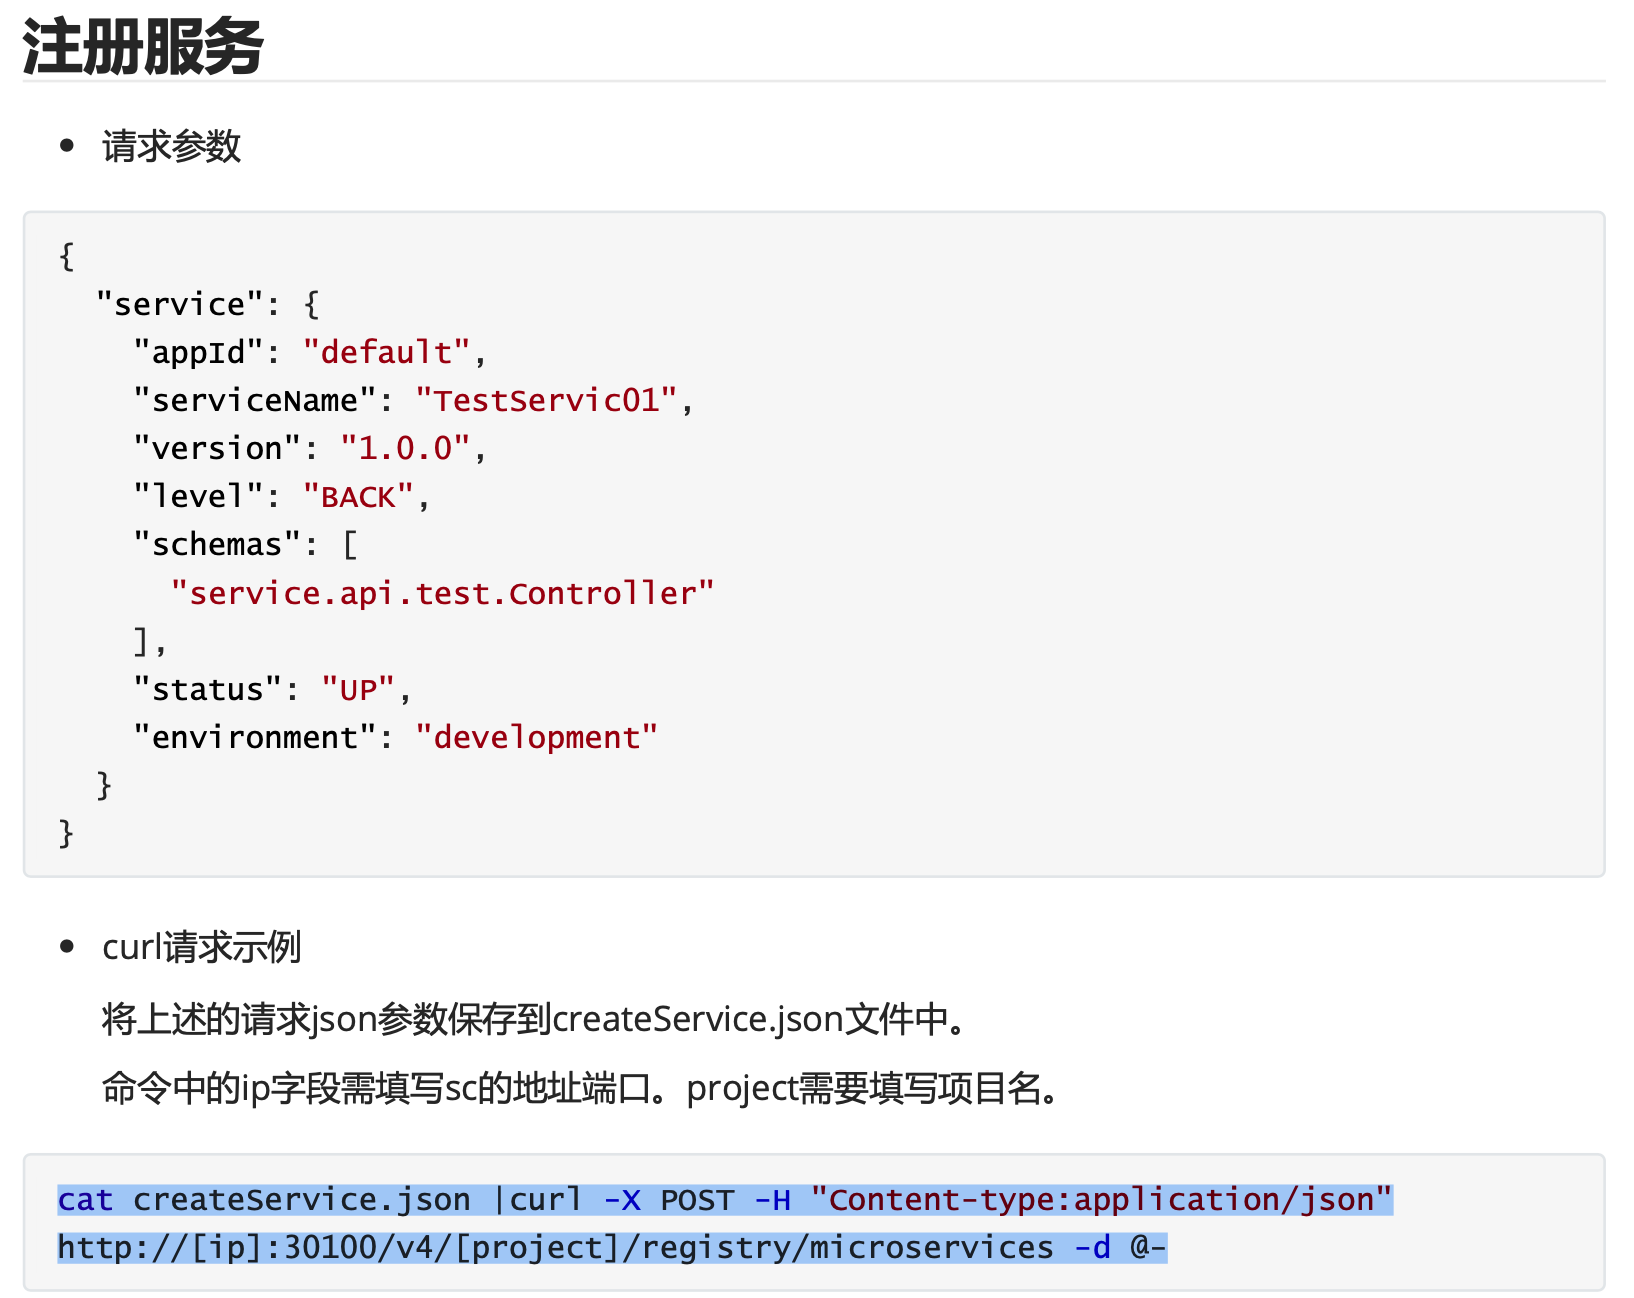 注册服务
请求参数
{
  "service": {
    "appId": "default",
    "serviceName": "TestServic01",
    "version": "1.0.0",
    "level": "BACK",
    "schemas": [
      "service.api.test.Controller"
    ],
    "status": "UP",
    "environment": "development"
  }
}
curl请求示例
将上述的请求json参数保存到createService.json文件中。
命令中的ip字段需填写sc的地址端口。project需要填写项目名。
cat createService.json |curl -X POST -H "Content-type:application/json"
http://[ip]:30100/v4/[project]/registry/microservices -d @-